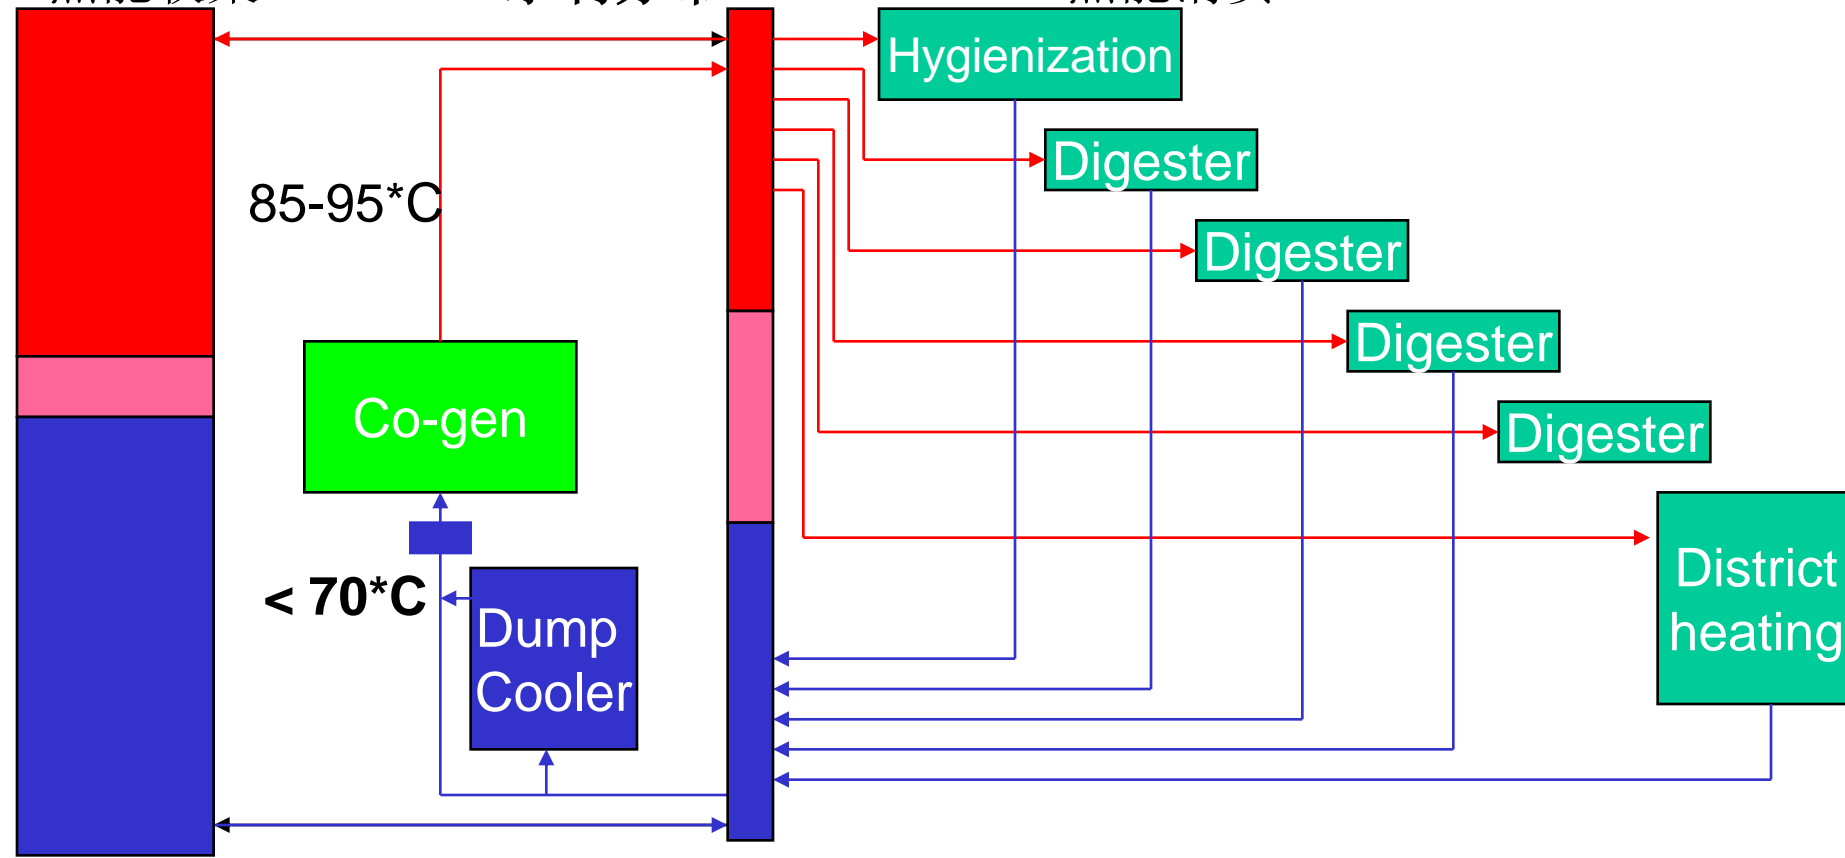 Hygienization
Digester
85-95*C
Digester
Digester
Co-gen
Digester
< 70*C
Dump
Cooler
District
heating